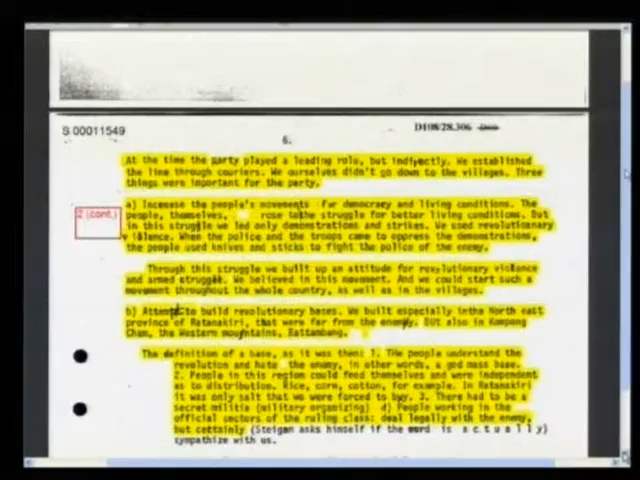 S 00011549
D108/28.306
6.
At the time the party played a leading role, but indirectly. We established
the line through couriers. We ourselves didn't go down to the villages. Three
things were important for the party.
2 (cont.)
a) Incease the people's movements for democracy and living conditions. The
people, themselves, rose to the struggle for better living conditions. But
in this struggle we led only demonstrations and strikes. We used revolutionary
violence. When the police and the troops came to oppress the demonstrations,
the people used knives and sticks to fight the police of the enemy.
Through this struggle we built up an attitude for revolutionary violence
and armed struggle. We believed in this movement. And we could start such a
movement throughout the whole country, as well as in the villages.
b) Attempt to build revolutionary bases. We built especially in the North east
province of Ratanakiri, that were far from the enemy. But also in Kompong
Cham, the Western mountains, Battambang.
The definition of a base, as it was then: 1. The people understand the
revolution and hate the enemy, in other words, a god mass base.
2. People in this region could feed themselves and were independent
as to distribution. Rice, corn, cotton, for example. In Ratanakiri
it was only salt that we were forced to buy. 3. There had to be a
secret militia (military organizing) d) People working in the
official sectors of the ruling class: deal legally with the enemy,
but certainly (Steigan asks himself if the word is a c t u a l l y)
sympathize with us.